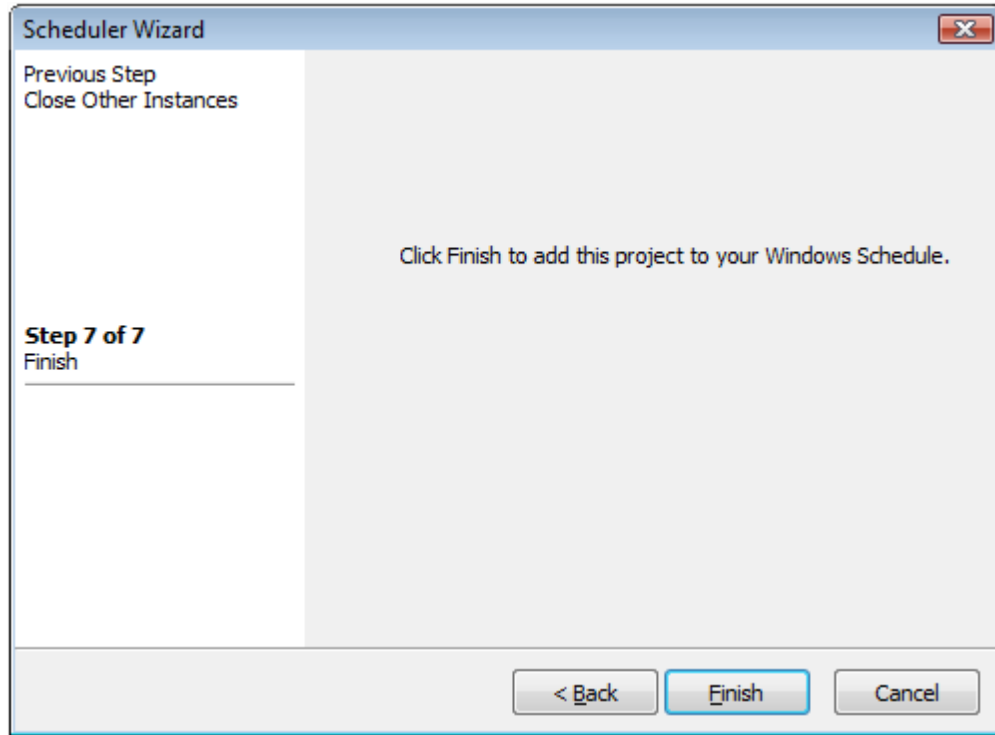 Scheduler Wizard
Previous Step
Close Other Instances
Click Finish to add this project to your Windows Schedule.
Step 7 of 7
Finish
< Back
Finish
Cancel